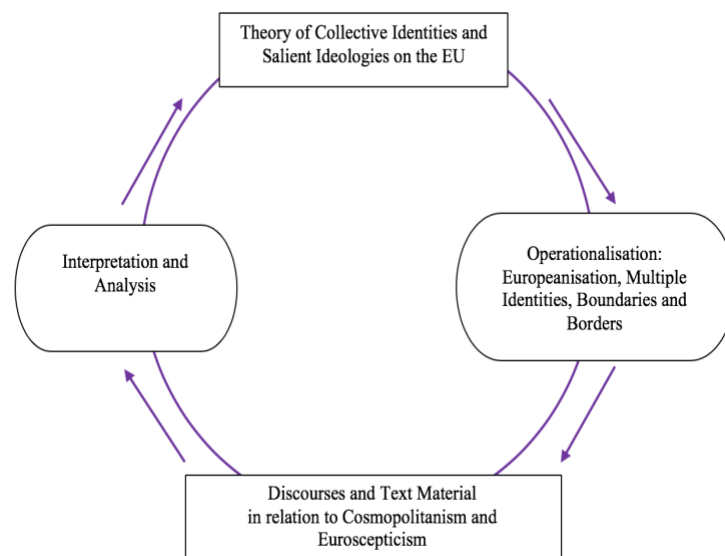 Theory of Collective Identities and
Salient Ideologies on the EU
Operationalisation:
Europeanisation, Multiple
Identities, Boundaries and
Borders
Discourses and Text Material
in relation to Cosmopolitanism and
Euroscepticism
Interpretation and
Analysis